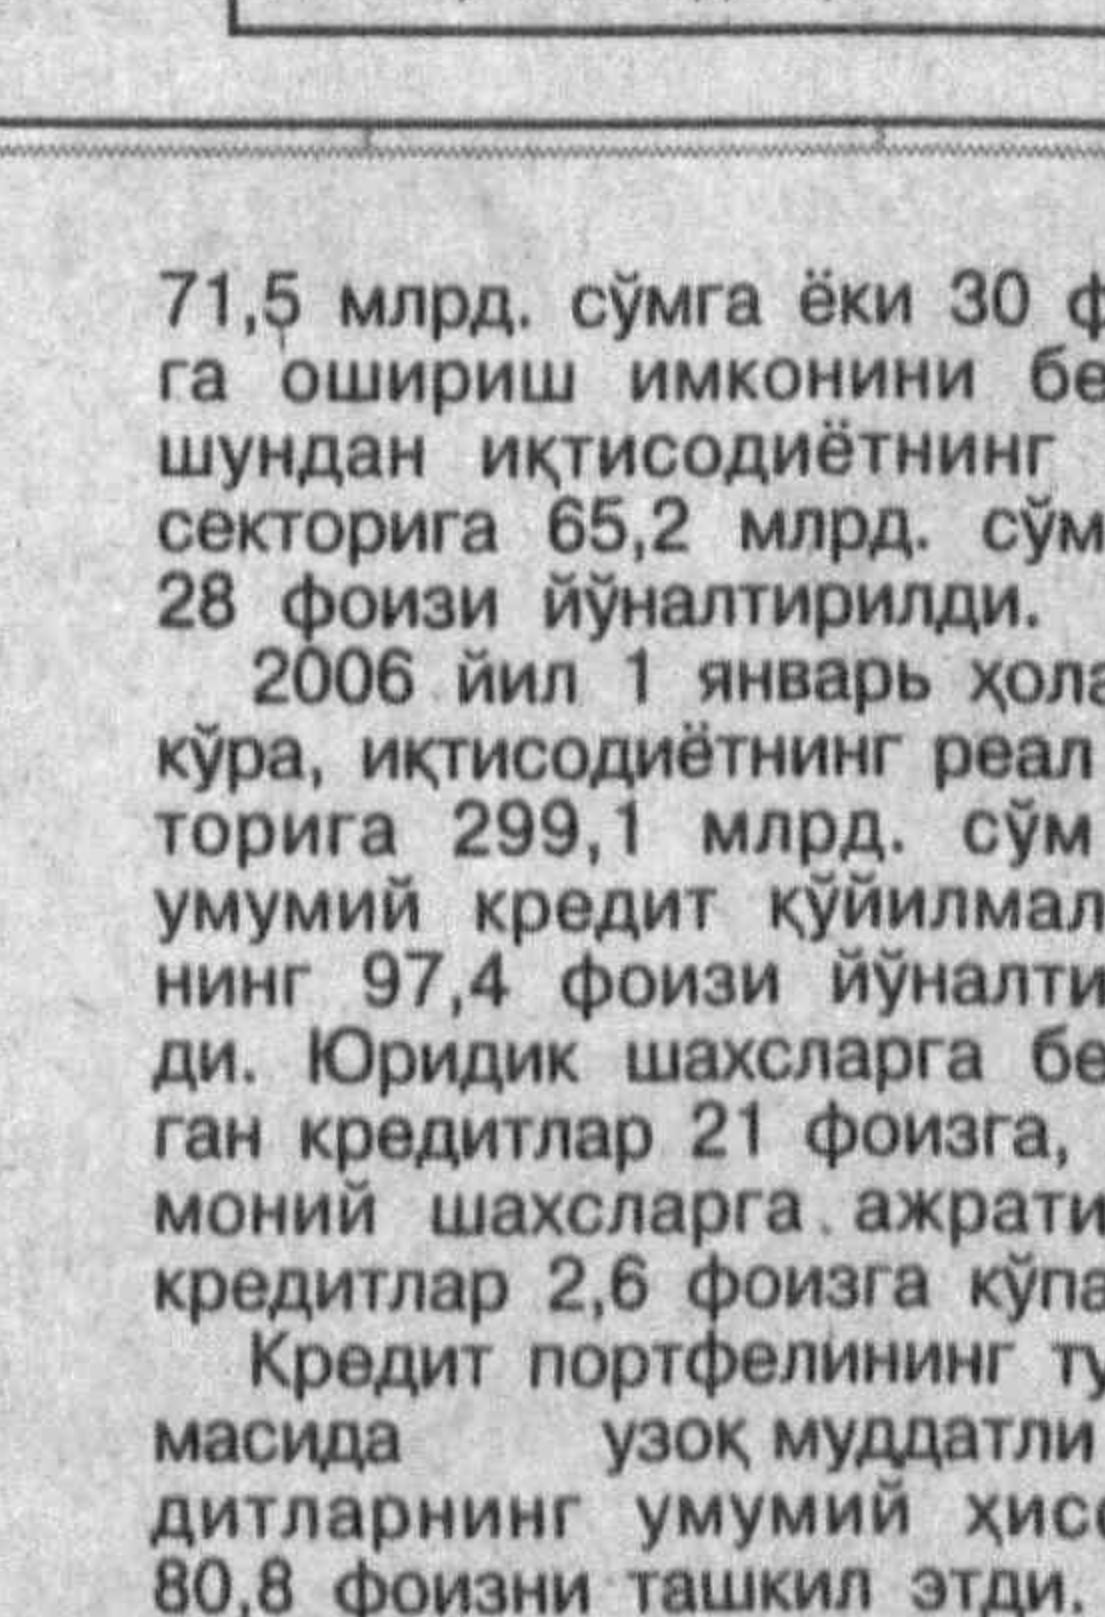 71,5 млрд. сўмга ёки 30
га ошириш имконини
шундан иқтисодиётнинг
секторига 65,2 млрд. сўм
28 фоизи йўналтирилди.
2006 йил 1 январь
кўра, иқтисодиётнинг реал
торига 299,1 млрд. сўм
умумий кредит
нинг 97,4 фоизи
ди. Юридик шахсларга
ган кредитлар 21 фоизга,
моний шахсларга
кредитлар 2,6 фоизга
Кредит портфелининг
масида узоқ муддатли
дитларнинг умумий
80,8 фоизни ташкил этди.